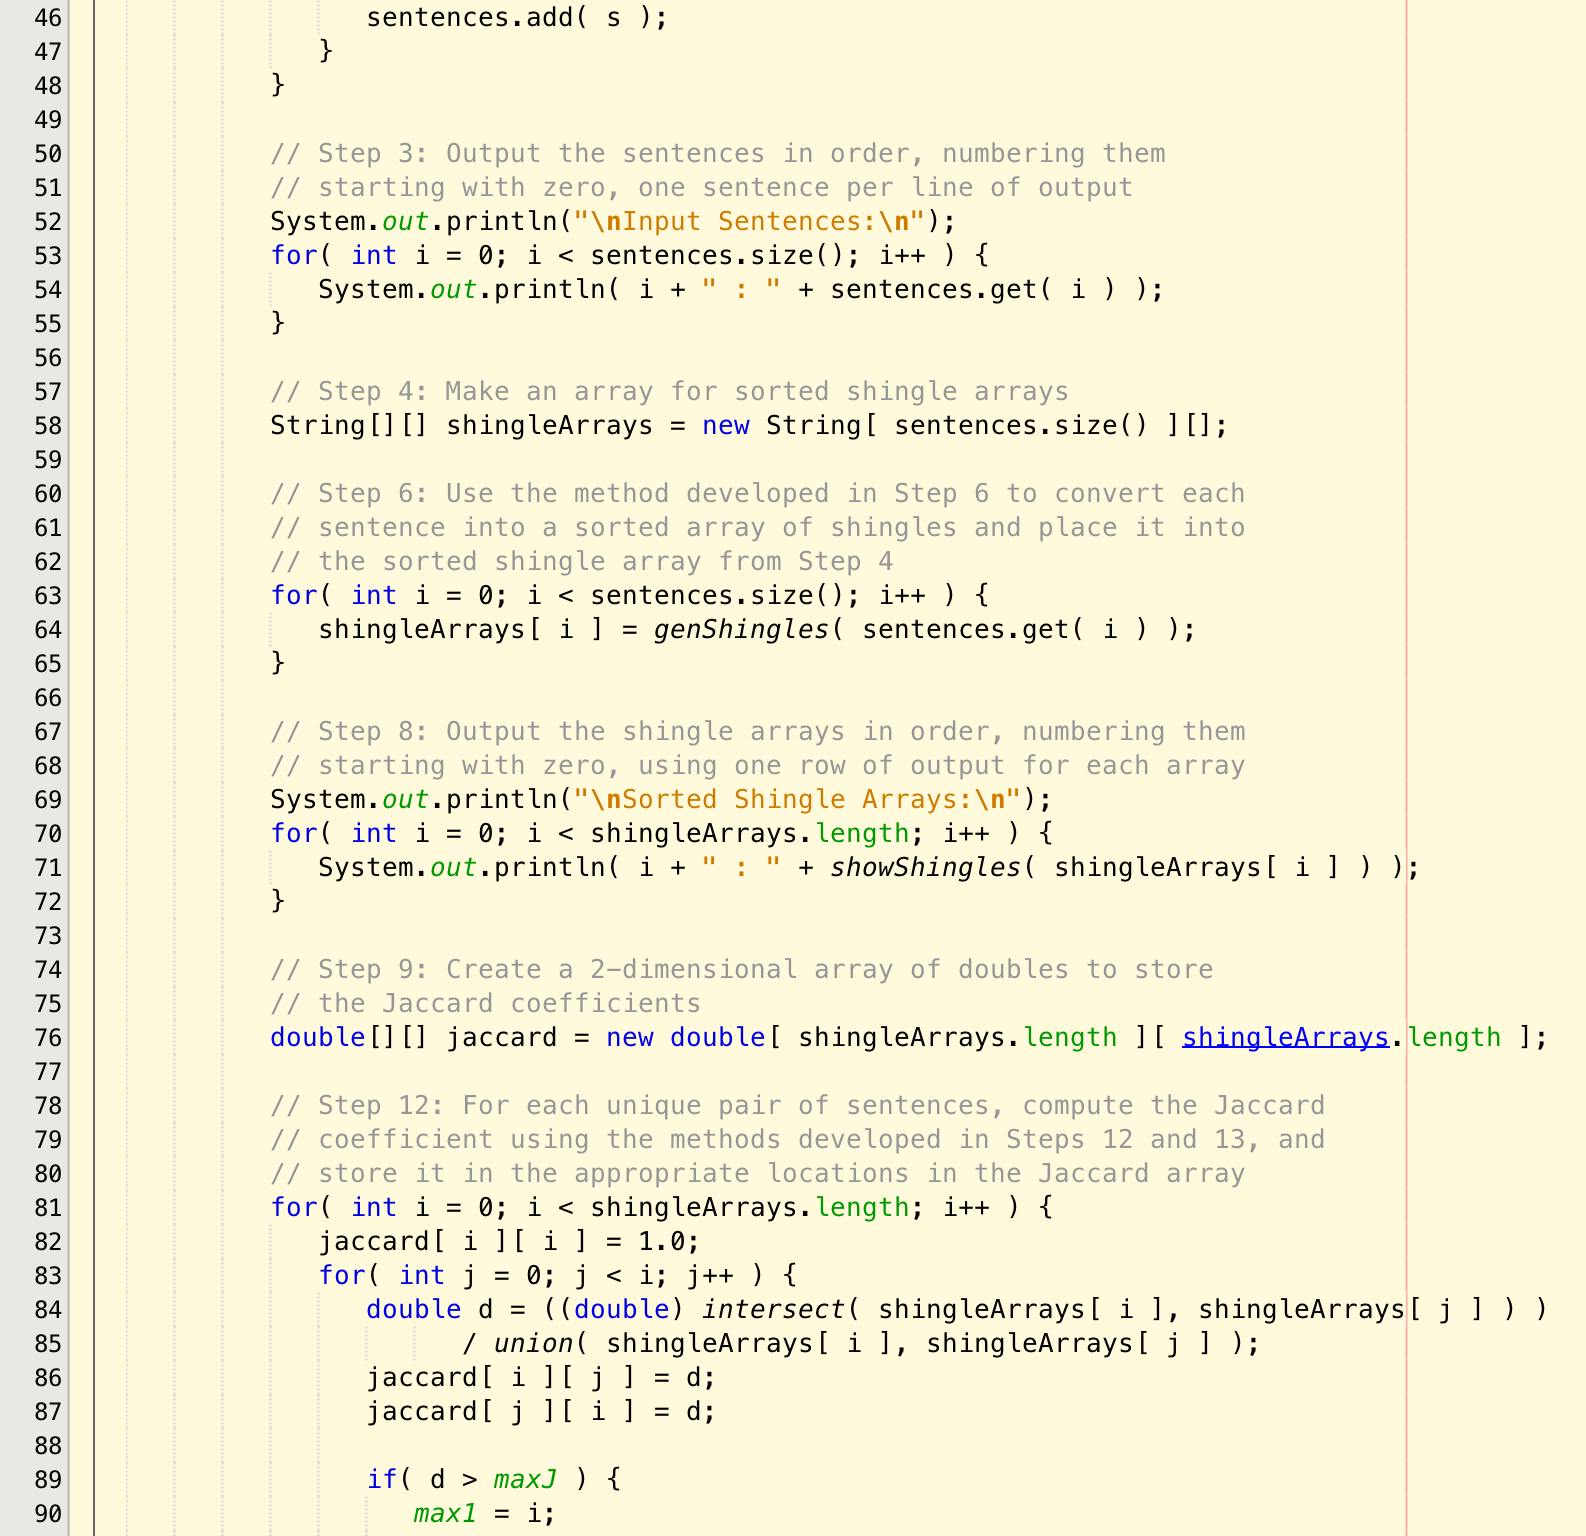 46 sentences.add( s );
47 }
48 }
49
50 // Step 3: Output the sentences in order, numbering them
51 // starting with zero, one sentence per line of output
52 System.out.println("\nInput Sentences:\n");
53 for( int i = 0; i < sentences.size(); i++ ) {
54 System.out.println( i + " : " + sentences.get( i ) );
55 }
56
57 // Step 4: Make an array for sorted shingle arrays
58 String[][] shingleArrays = new String[ sentences.size() ][];
59
60 // Step 6: Use the method developed in Step 6 to convert each
61 // sentence into a sorted array of shingles and place it into
62 // the sorted shingle array from Step 4
63 for( int i = 0; i < sentences.size(); i++ ) {
64 shingleArrays[ i ] = genShingles( sentences.get( i ) );
65 }
66
67 // Step 8: Output the shingle arrays in order, numbering them
68 // starting with zero, using one row of output for each array
69 System.out.println("\nSorted Shingle Arrays:\n");
70 for( int i = 0; i < shingleArrays.length; i++ ) {
71 System.out.println( i + " : " + showShingles( shingleArrays[ i ] ) );
72 }
73
74 // Step 9: Create a 2-dimensional array of doubles to store
75 // the Jaccard coefficients
76 double[][] jaccard = new double[ shingleArrays.length ][ shingleArrays.length ];
77
78 // Step 12: For each unique pair of sentences, compute the Jaccard
79 // coefficient using the methods developed in Steps 12 and 13, and
80 // store it in the appropriate locations in the Jaccard array
81 for( int i = 0; i < shingleArrays.length; i++ ) {
82 jaccard[ i ][ i ] = 1.0;
83 for( int j = 0; j < i; j++ ) {
84 double d = ((double) intersect( shingleArrays[ i ], shingleArrays[ j ] ) )
85 / union( shingleArrays[ i ], shingleArrays[ j ] );
86 jaccard[ i ][ j ] = d;
87 jaccard[ j ][ i ] = d;
88
89 if( d > maxJ ) {
90 max1 = i;